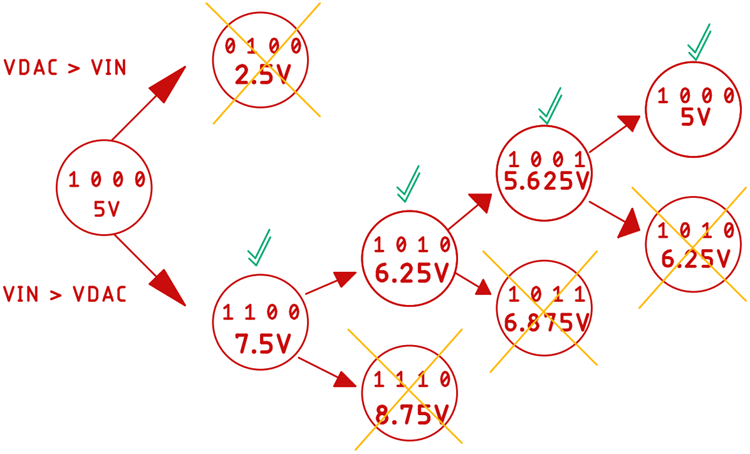 VDAC > VIN
0 1 0 0
2.5V
1 0 0 0
5V
VIN > VDAC
1 1 0 0
7.5V
1 0 1 0
6.25V
1 1 1 0
8.75V
1 0 0 1
5.625V
1 0 1 1
6.875V
1 0 0 0
5V
1 0 1 0
6.25V